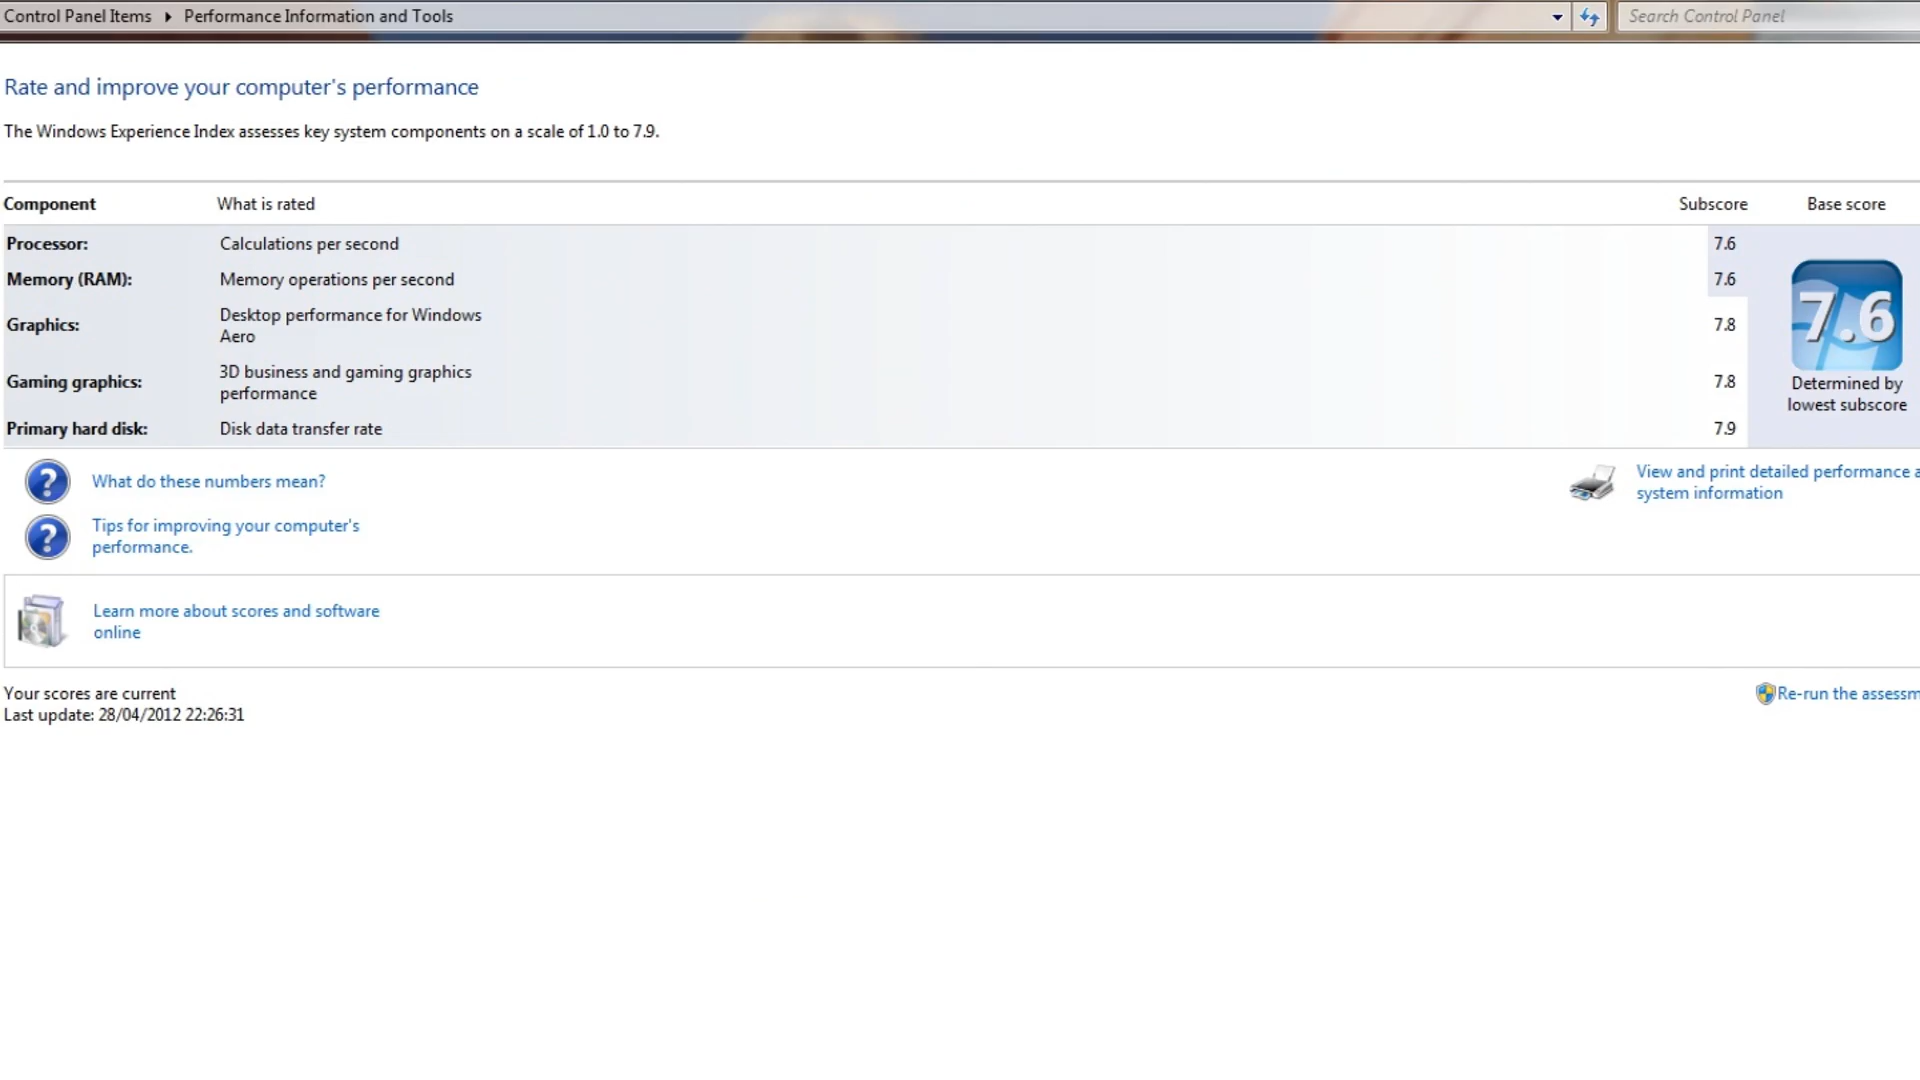 Control Panel Items ▸ Performance Information and Tools
Search Control Panel
Rate and improve your computer's performance
The Windows Experience Index assesses key system components on a scale of 1.0 to 7.9.
Component What is rated Subscore Base score
Processor: Calculations per second 7.6
Memory (RAM): Memory operations per second 7.6
Graphics: Desktop performance for Windows
Aero 7.8
Gaming graphics: 3D business and gaming graphics
performance 7.8
Primary hard disk: Disk data transfer rate 7.9
7.6
Determined by
lowest subscore
What do these numbers mean?
Tips for improving your computer's
performance.
View and print detailed performance a
system information
Learn more about scores and software
online
Your scores are current
Last update: 28/04/2012 22:26:31
Re-run the assessm